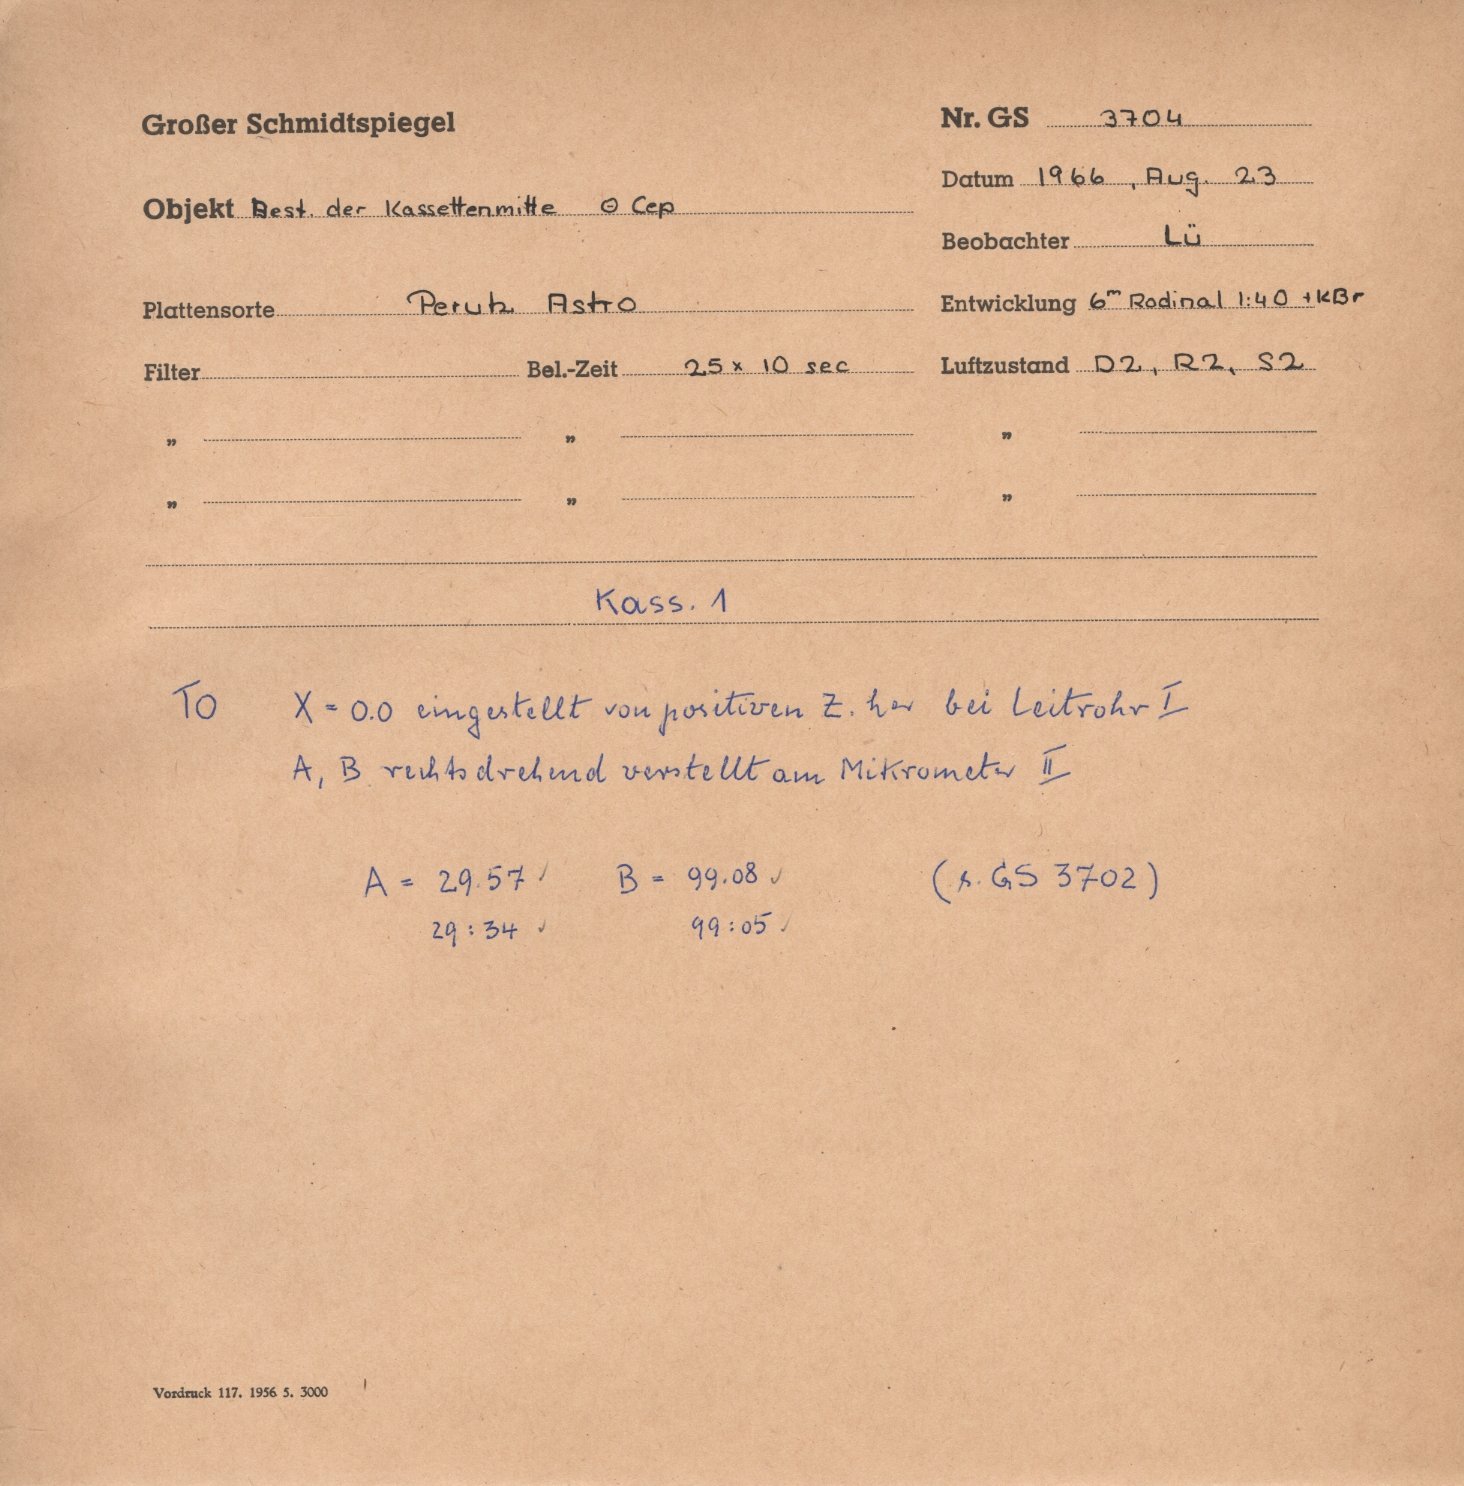 Großer Schmidtspiegel
Nr. GS 3704
Datum 1966, Aug. 23
Objekt Best. der Kassettenmitte Θ Cep
Beobachter Lü
Plattensorte Perutz Astro
Entwicklung 6ᵐ Rodinal 1:40 + KBr
Filter Bel.-Zeit 25 x 10 sec Luftzustand D2, R2, S2
„ „ „
„ „ „
Kass. 1
TO X = 0.0 eingestellt von positiven Z. her bei Leitrohr I
A, B rechtsdrehend verstellt am Mikrometer II
A = 29.57 ✓ B = 99.08 ✓ (s. GS 3702)
29:34 ✓ 99:05 ✓
Vordruck 117. 1956 5. 3000